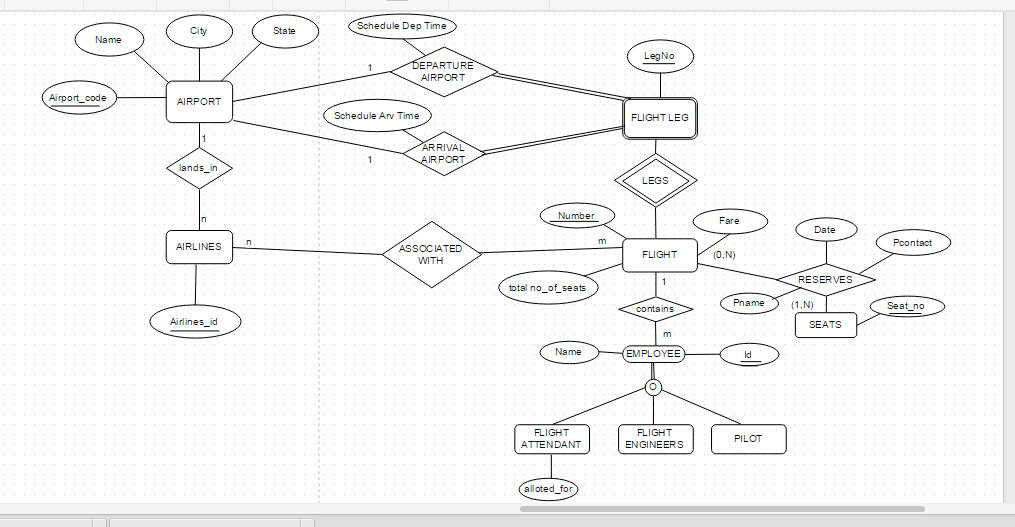 Schedule Dep Time
City
State
Name
LegNo
DEPARTURE
AIRPORT
1
Airport_code
AIRPORT
Schedule Arv Time
FLIGHT LEG
1
ARRIVAL
AIRPORT
1
lands_in
LEGS
n
Number
Fare
Date
AIRLINES
n
ASSOCIATED
WITH
m
FLIGHT
(0,N)
Pcontact
RESERVES
total no_of_seats
1
contains
Pname
(1,N)
Seat_no
Airlines_id
SEATS
m
Name
EMPLOYEE
Id
O
FLIGHT
ATTENDANT
FLIGHT
ENGINEERS
PILOT
alloted_for